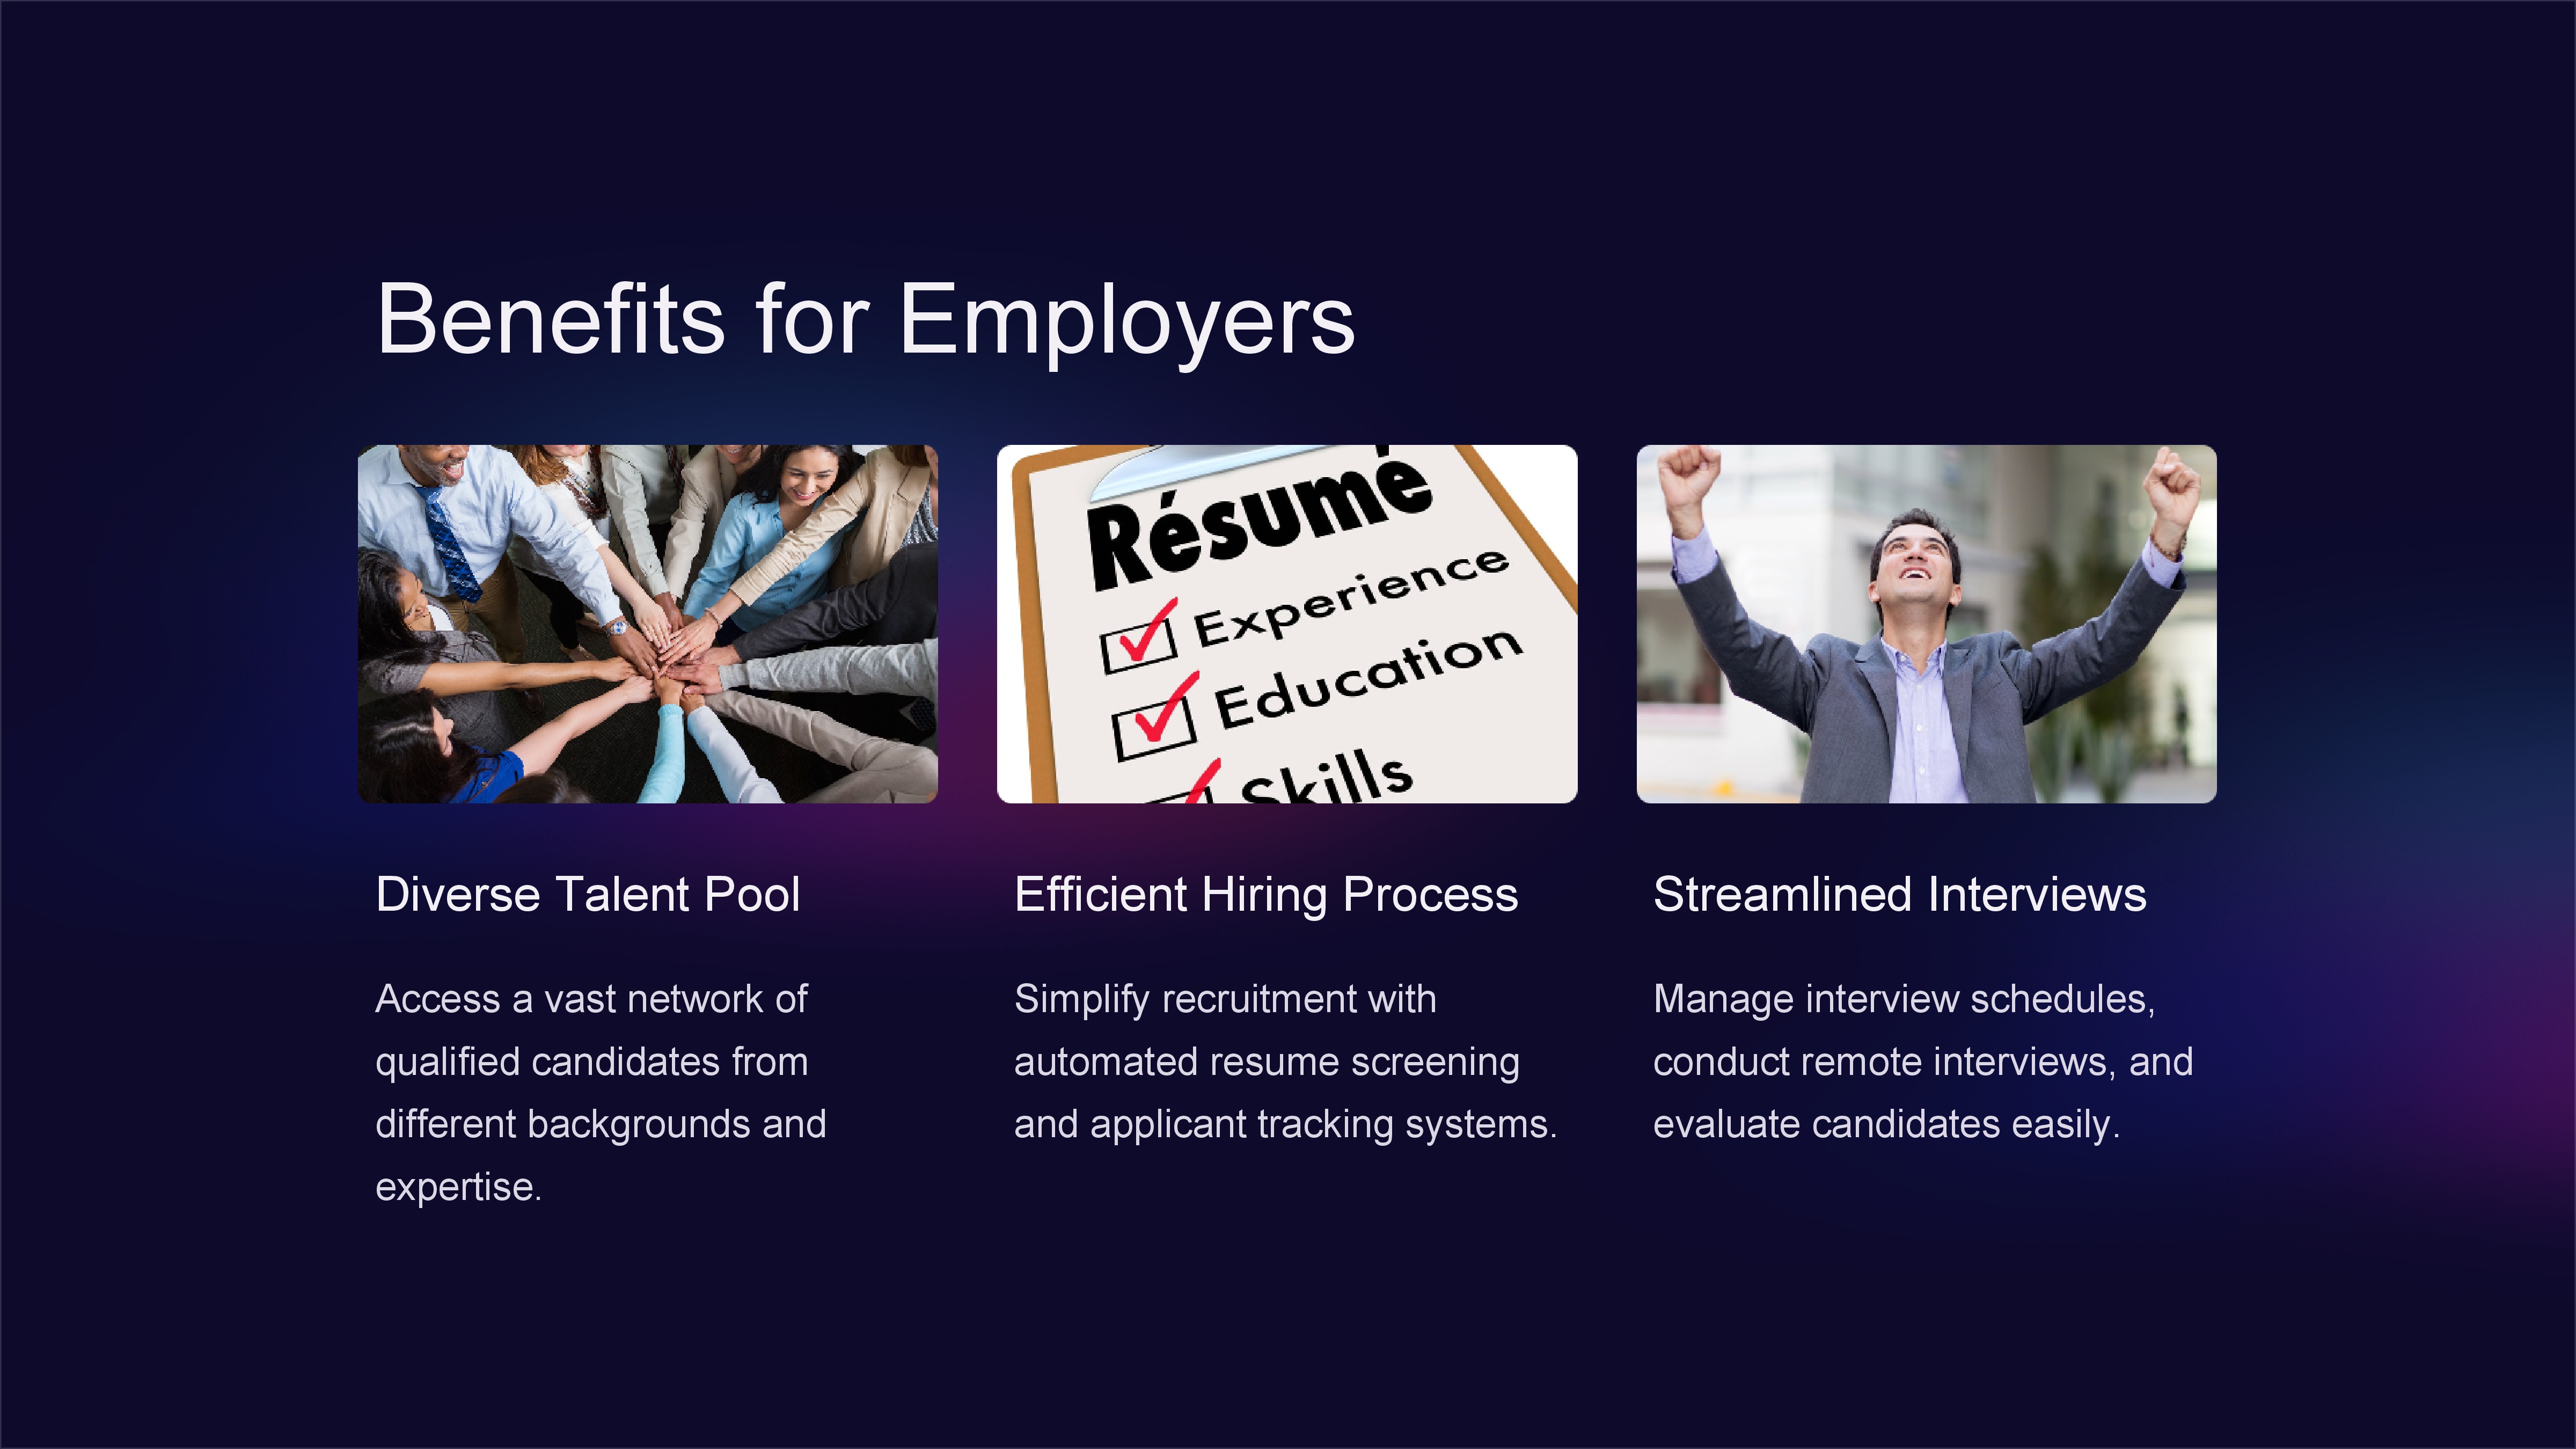 Benefits for Employers
Résumé
Experience
Education
Skills
Diverse Talent Pool
Access a vast network of
qualified candidates from
different backgrounds and
expertise.
Efficient Hiring Process
Simplify recruitment with
automated resume screening
and applicant tracking systems.
Streamlined Interviews
Manage interview schedules,
conduct remote interviews, and
evaluate candidates easily.